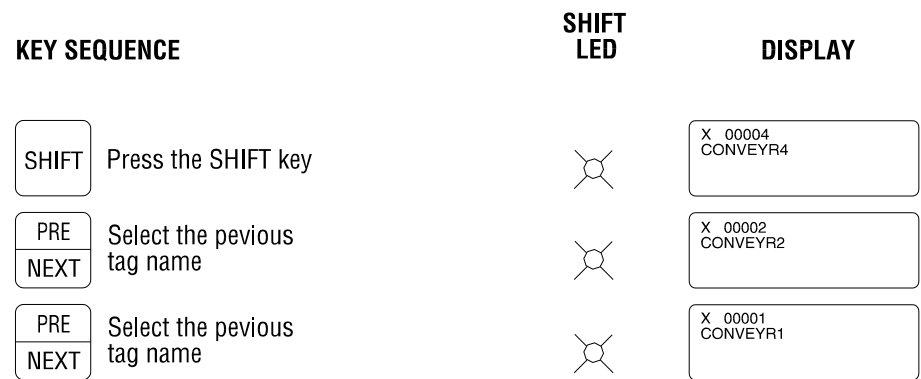 KEY SEQUENCE
SHIFT
LED
DISPLAY
SHIFT
Press the SHIFT key
X 00004
CONVEYR4
PRE
NEXT
Select the pevious
tag name
X 00002
CONVEYR2
PRE
NEXT
Select the pevious
tag name
X 00001
CONVEYR1